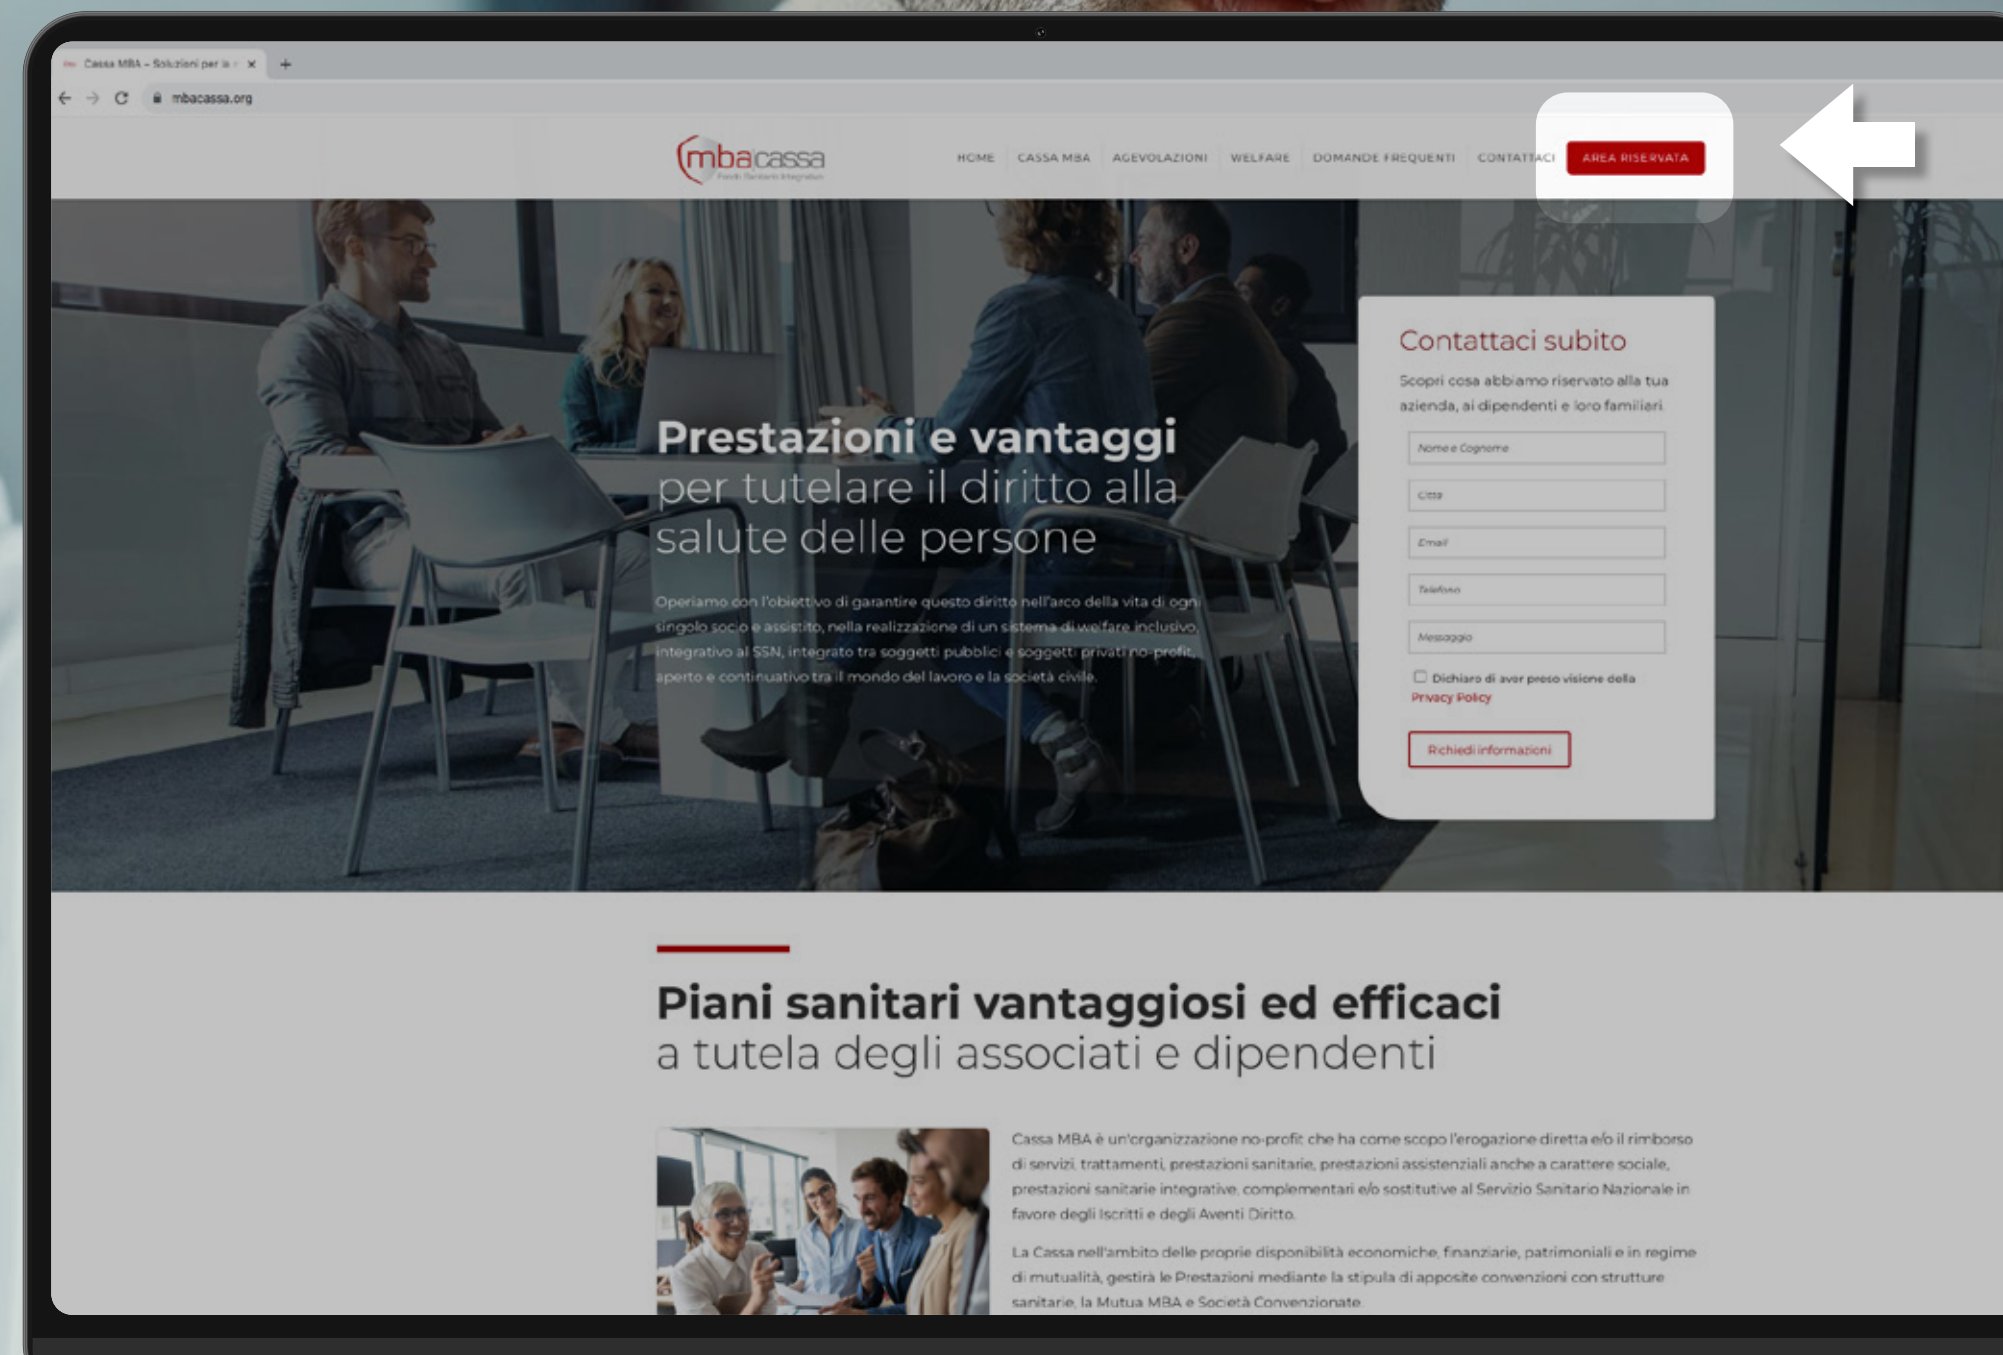 Cassa MBA – Soluzioni per la
mbacassa.org
mba|cassa
Fondo Sanitario Integrativo
HOME
CASSA MBA
AGEVOLAZIONI
WELFARE
DOMANDE FREQUENTI
CONTATTACI
AREA RISERVATA
Prestazioni e vantaggi
per tutelare il diritto alla
salute delle persone
Operiamo con l'obiettivo di garantire questo diritto nell'arco della vita di ogni
singolo socio e assistito, nella realizzazione di un sistema di welfare inclusivo,
integrativo al SSN, integrato tra soggetti pubblici e soggetti privati no-profit,
aperto e continuativo tra il mondo del lavoro e la società civile.
Contattaci subito
Scopri cosa abbiamo riservato alla tua
azienda, ai dipendenti e loro familiari.
Nome e Cognome
Città
Email
Telefono
Messaggio
Dichiaro di aver preso visione della
Privacy Policy
Richiedi informazioni
Piani sanitari vantaggiosi ed efficaci
a tutela degli associati e dipendenti
Cassa MBA è un'organizzazione no-profit che ha come scopo l'erogazione diretta e/o il rimborso
di servizi, trattamenti, prestazioni sanitarie, prestazioni assistenziali anche a carattere sociale,
prestazioni sanitarie integrative, complementari e/o sostitutive al Servizio Sanitario Nazionale in
favore degli Iscritti e degli Aventi Diritto.
La Cassa nell'ambito delle proprie disponibilità economiche, finanziarie, patrimoniali e in regime
di mutualità, gestirà le Prestazioni mediante la stipula di apposite convenzioni con strutture
sanitarie, la Mutua MBA e Società Convenzionate.